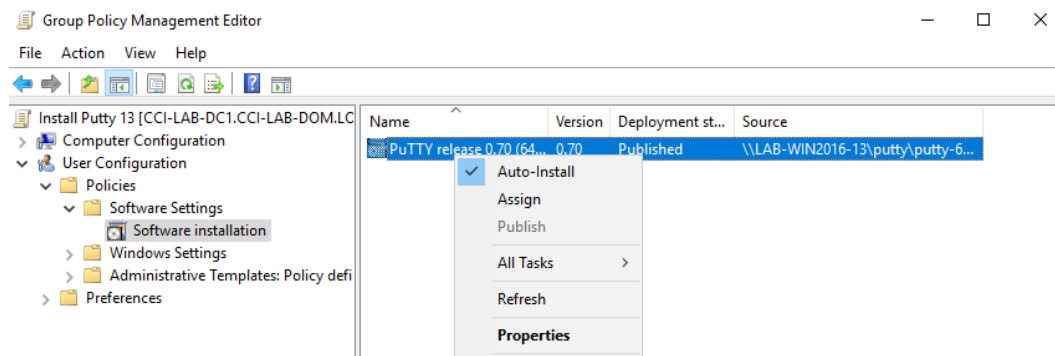 Group Policy Management Editor
File Action View Help
Install Putty 13 [CCI-LAB-DC1.CCI-LAB-DOM.LC
Computer Configuration
User Configuration
Policies
Software Settings
Software installation
Windows Settings
Administrative Templates: Policy defi
Preferences
Name Version Deployment st... Source
PuTTY release 0.70 (64... 0.70 Published \\LAB-WIN2016-13\putty\putty-6...
Auto-Install
Assign
Publish
All Tasks
Refresh
Properties